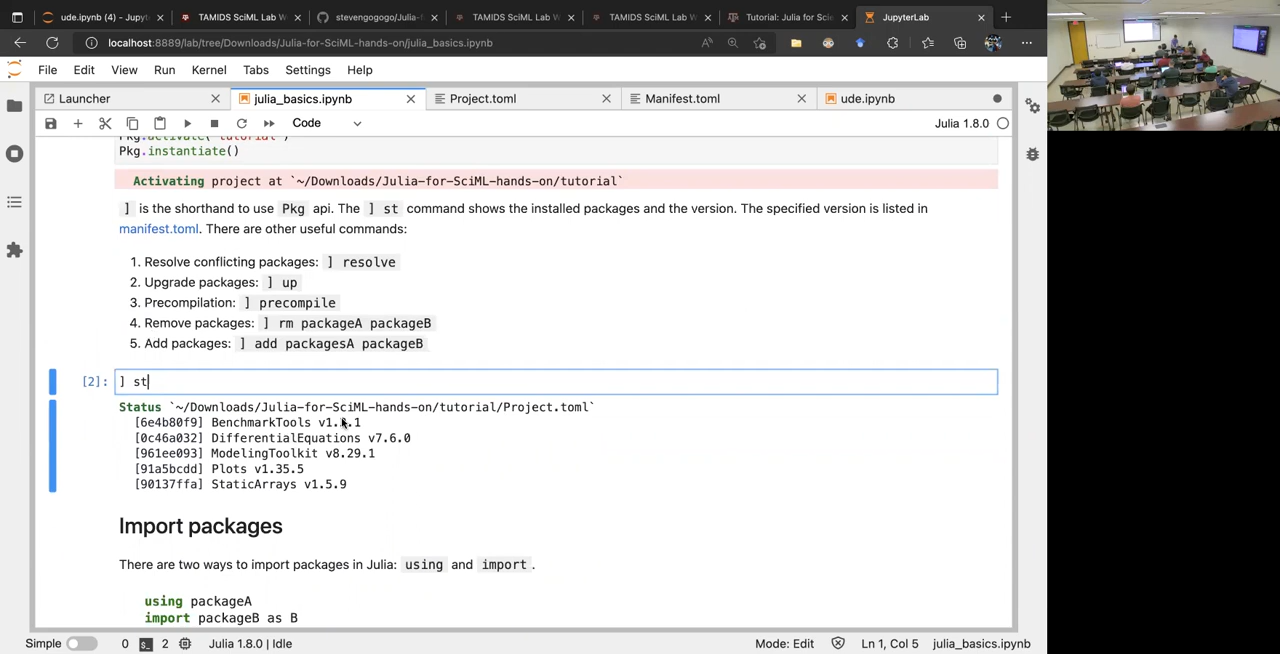 ude.ipynb (4) - Jupyt
TAMIDS SciML Lab W
stevengogogo/Julia-
TAMIDS SciML Lab W
TAMIDS SciML Lab W
Tutorial: Julia for Scie
JupyterLab
localhost:8889/lab/tree/Downloads/Julia-for-SciML-hands-on/julia_basics.ipynb
File Edit View Run Kernel Tabs Settings Help
Launcher
julia_basics.ipynb
Project.toml
Manifest.toml
ude.ipynb
Code
Julia 1.8.0
Pkg.activate("tutorial")
Pkg.instantiate()
Activating project at `~/Downloads/Julia-for-SciML-hands-on/tutorial`
] is the shorthand to use Pkg api. The ] st command shows the installed packages and the version. The specified version is listed in
manifest.toml. There are other useful commands:
1. Resolve conflicting packages: ] resolve
2. Upgrade packages: ] up
3. Precompilation: ] precompile
4. Remove packages: ] rm packageA packageB
5. Add packages: ] add packagesA packageB
[2]: ] st
Status `~/Downloads/Julia-for-SciML-hands-on/tutorial/Project.toml`
[6e4b80f9] BenchmarkTools
[0c46a032] DifferentialEquations v7.6.0
[961ee093] ModelingToolkit v8.29.1
[91a5bcdd] Plots v1.35.5
[90137ffa] StaticArrays v1.5.9
Import packages
There are two ways to import packages in Julia: using and import.
using packageA
import packageB as B
Simple 0 2 Julia 1.8.0 | Idle Mode: Edit Ln 1, Col 5 julia_basics.ipynb